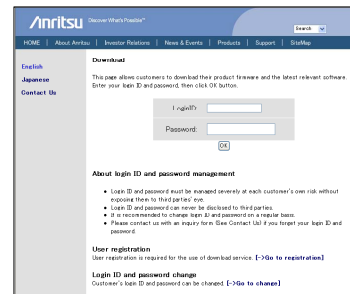 Anritsu Discover What's Possible™
Search
HOME | About Anritsu | Investor Relations | News & Events | Products | Support | SiteMap
English
Japanese
Contact Us
Download
This page allows customers to download their product firmware and the latest relevant software.
Enter your login ID and password, then click OK button.
LoginID:
Password:
OK
About login ID and password management
• Login ID and password must be managed severely at each customer's own risk without
exposing them to third parties' eye.
• Login ID and password can never be disclosed to third parties.
• It is recommended to change login ID and password on a regular basis.
• Please contact us with an inquiry form (See Contact Us) if you forget your login ID and
password.
User registration
User registration is required for the use of download service. [->Go to registration]
Login ID and password change
Customer's login ID and password can be changed. [->Go to change]